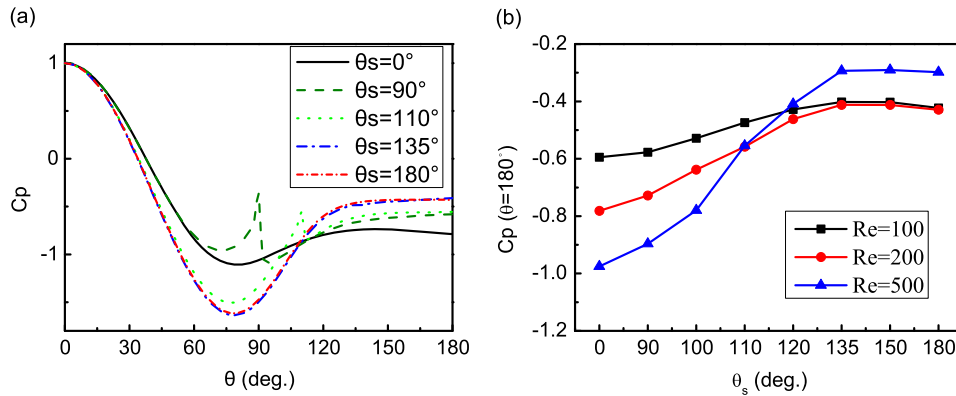 (a)
1
0
-1
Cp
0 30 60 90 120 150 180
θ (deg.)
θs=0°
θs=90°
θs=110°
θs=135°
θs=180°
(b)
-0.2
-0.4
-0.6
-0.8
-1.0
-1.2
Cp (θ=180°)
0 90 100 110 120 135 150 180
θs (deg.)
Re=100
Re=200
Re=500